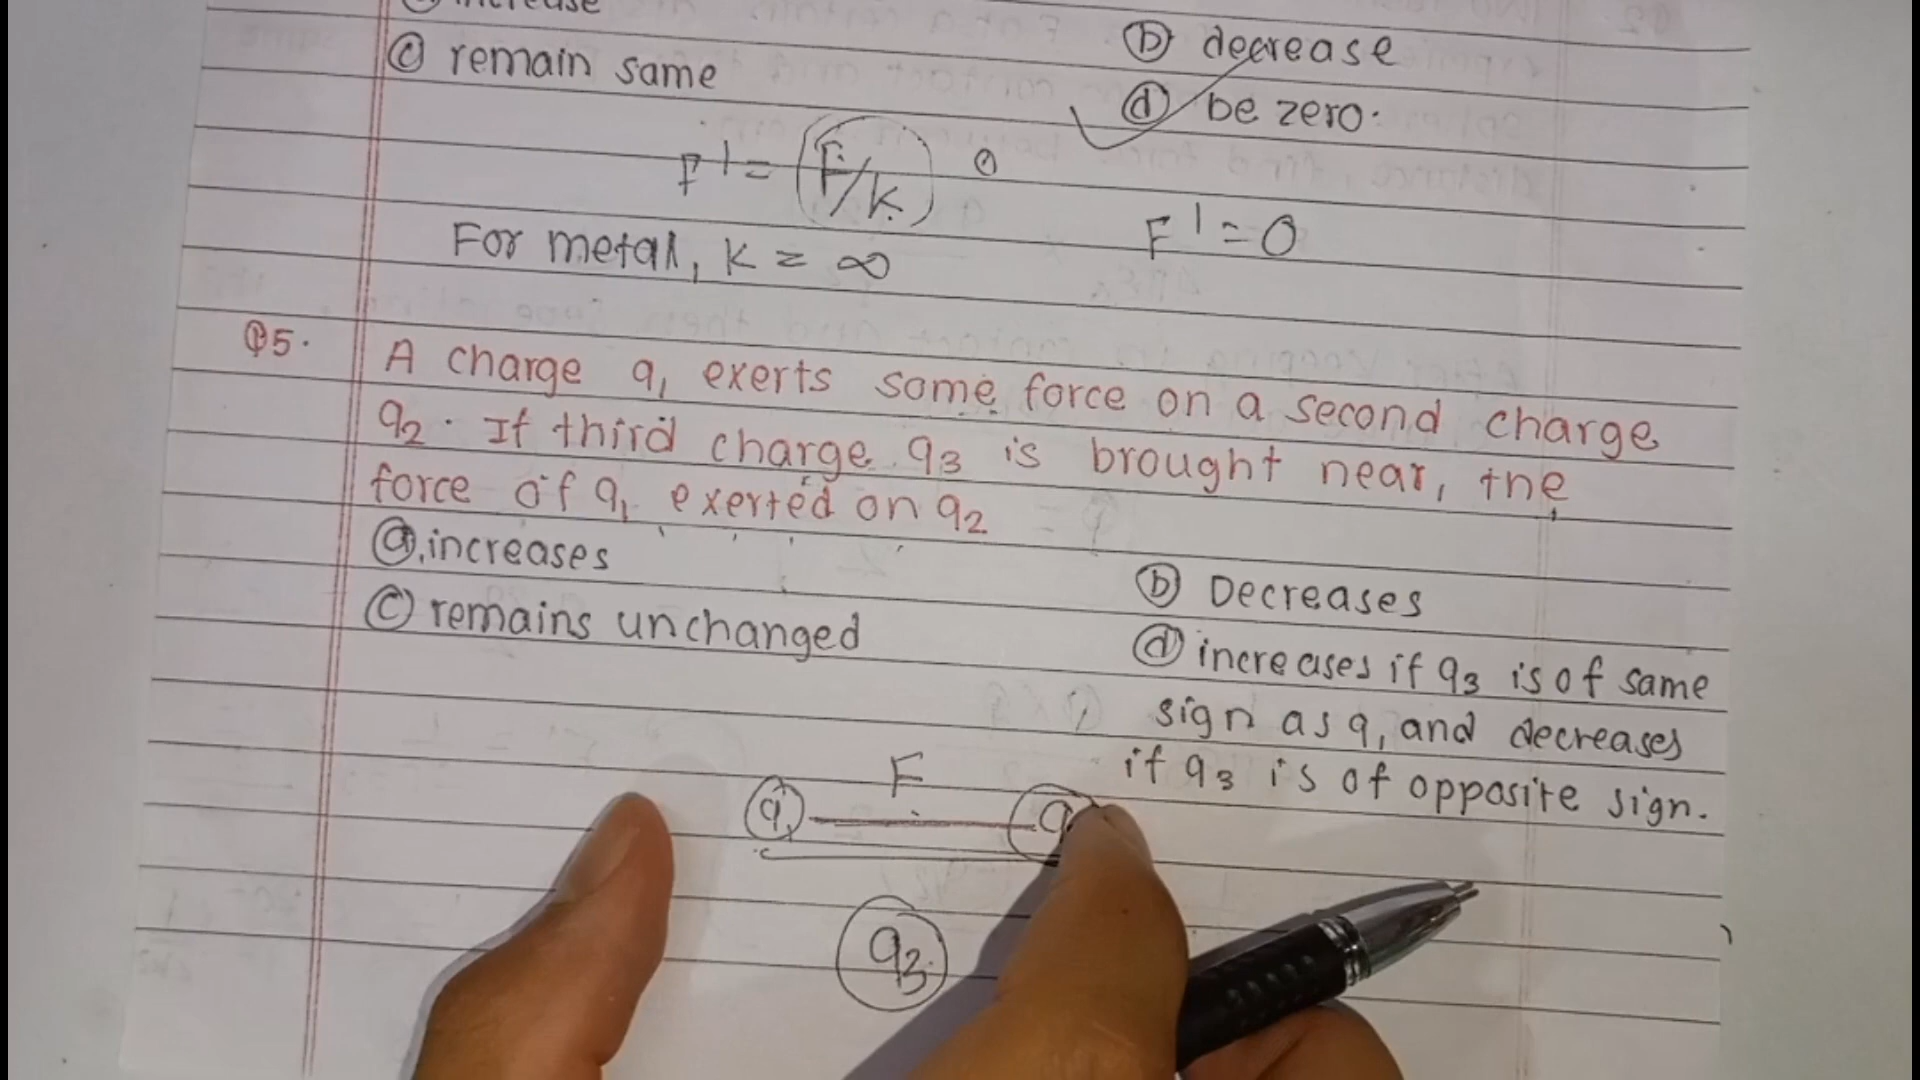 ⓐ increase
ⓑ decrease
ⓒ remain same
ⓓ be zero.
F' = F/K 0
F' = 0
For metal, K = ∞
Q5. A charge q₁ exerts some force on a second charge
q₂. If third charge q₃ is brought near, the
force of q₁ exerted on q₂
ⓐ increases
ⓑ Decreases
ⓒ remains unchanged
ⓓ increases if q₃ is of same
sign as q₁ and decreases
if q₃ is of opposite sign.
F
q₁ q
q₃